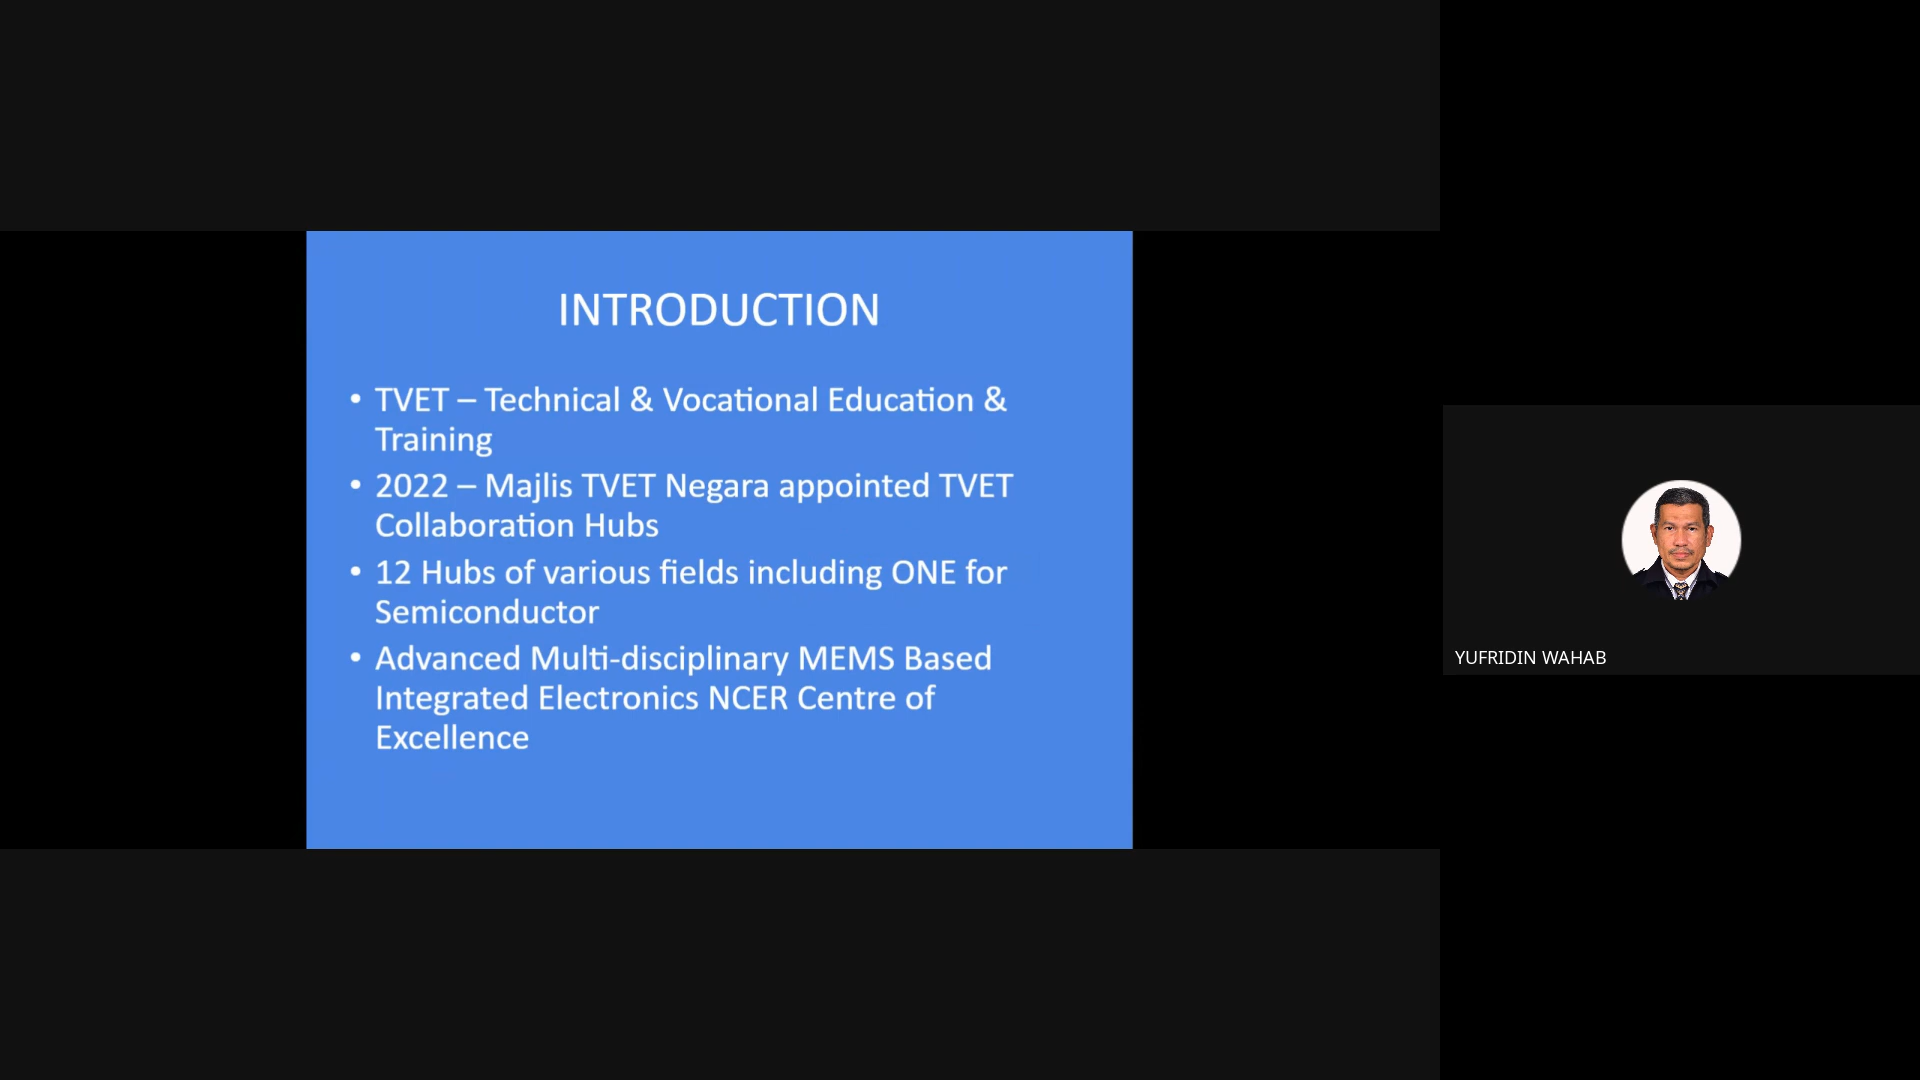 INTRODUCTION
• TVET – Technical & Vocational Education &
Training
• 2022 – Majlis TVET Negara appointed TVET
Collaboration Hubs
• 12 Hubs of various fields including ONE for
Semiconductor
• Advanced Multi-disciplinary MEMS Based
Integrated Electronics NCER Centre of
Excellence
YUFRIDIN WAHAB